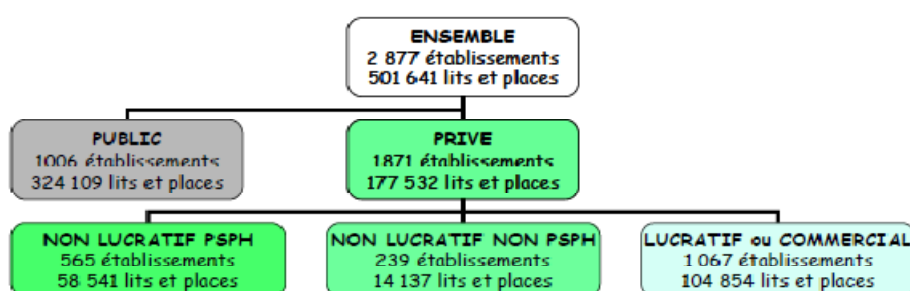 ENSEMBLE
2 877 établissements
501 641 lits et places
PUBLIC
1006 établissements
324 109 lits et places
PRIVE
1871 établissements
177 532 lits et places
NON LUCRATIF PSPH
565 établissements
58 541 lits et places
NON LUCRATIF NON PSPH
239 établissements
14 137 lits et places
LUCRATIF ou COMMERCIAL
1 067 établissements
104 854 lits et places